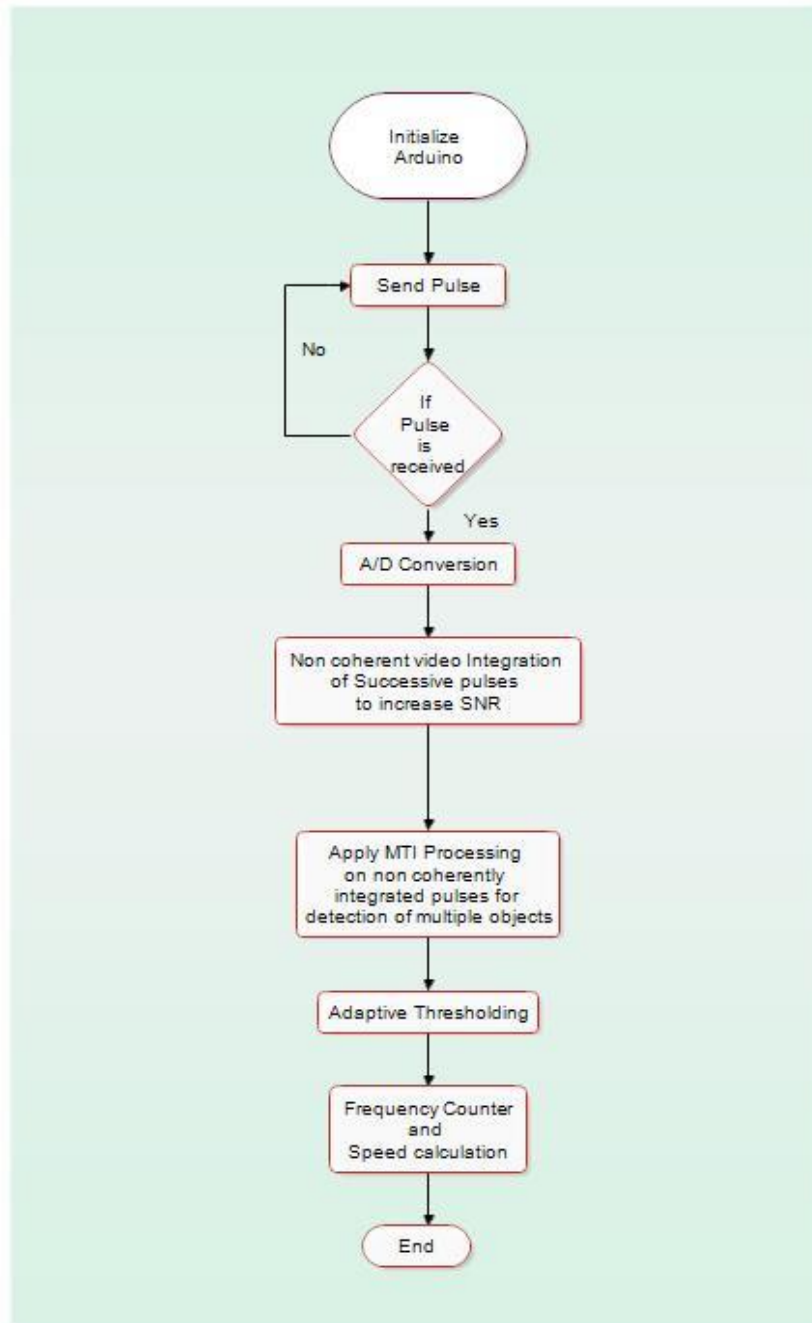 Initialize
Arduino
Send Pulse
No
If
Pulse
is
received
Yes
A/D Conversion
Non coherent video Integration
of Successive pulses
to increase SNR
Apply MTI Processing
on non coherently
integrated pulses for
detection of multiple objects
Adaptive Thresholding
Frequency Counter
and
Speed calculation
End